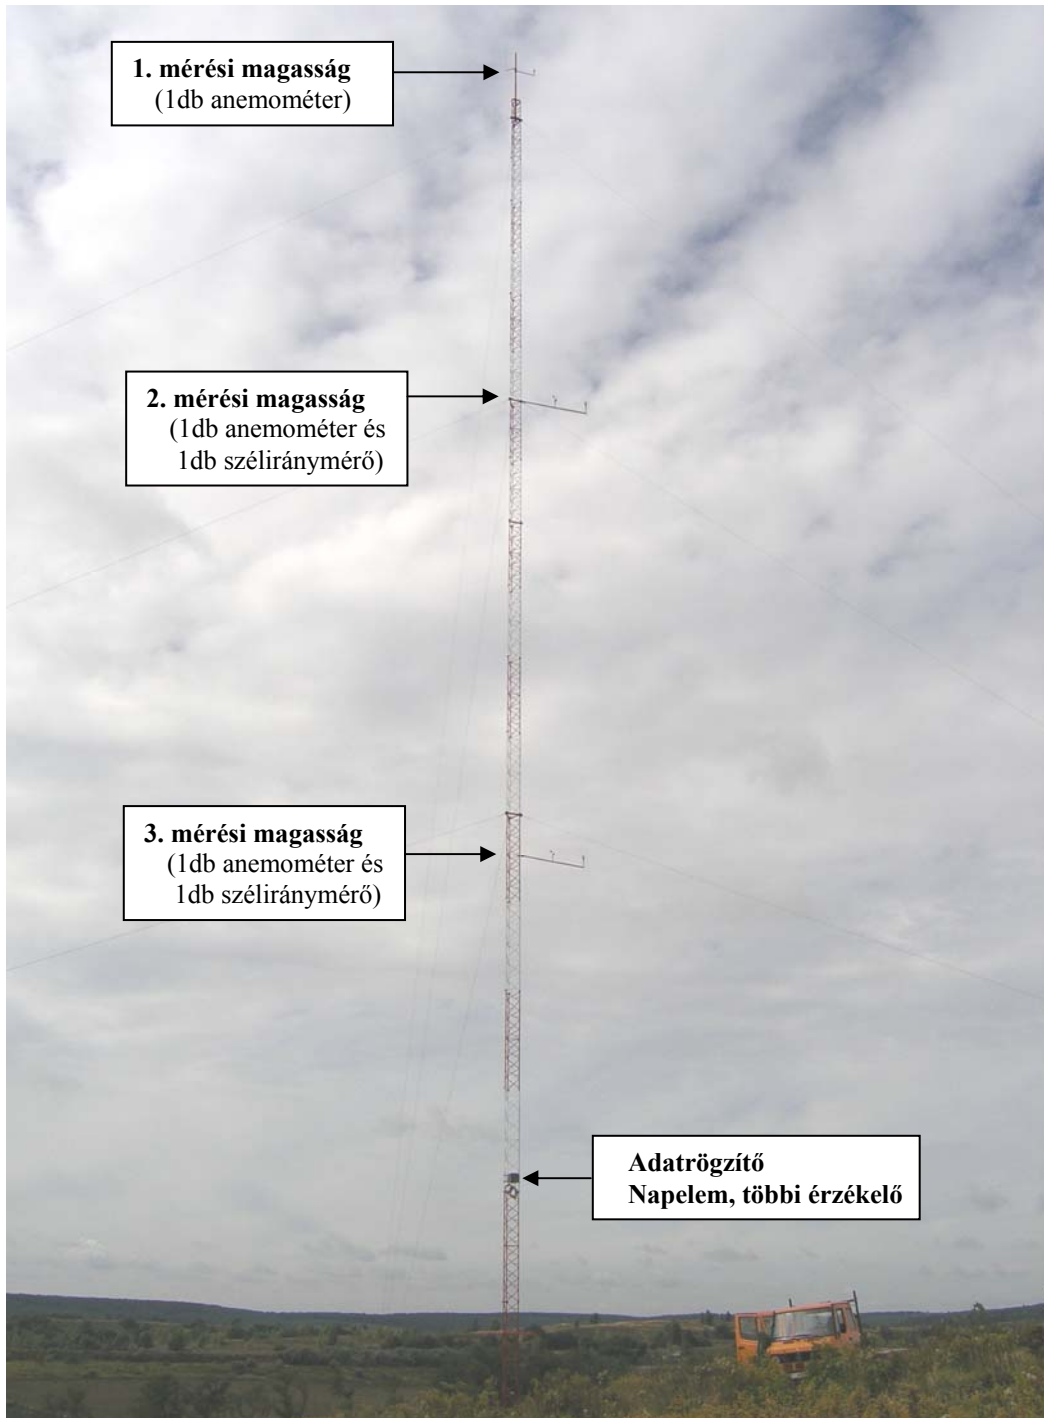 1. mérési magasság
(1db anemométer)
2. mérési magasság
(1db anemométer és
1db széliránymérő)
3. mérési magasság
(1db anemométer és
1db széliránymérő)
Adatrögzítő
Napelem, többi érzékelő